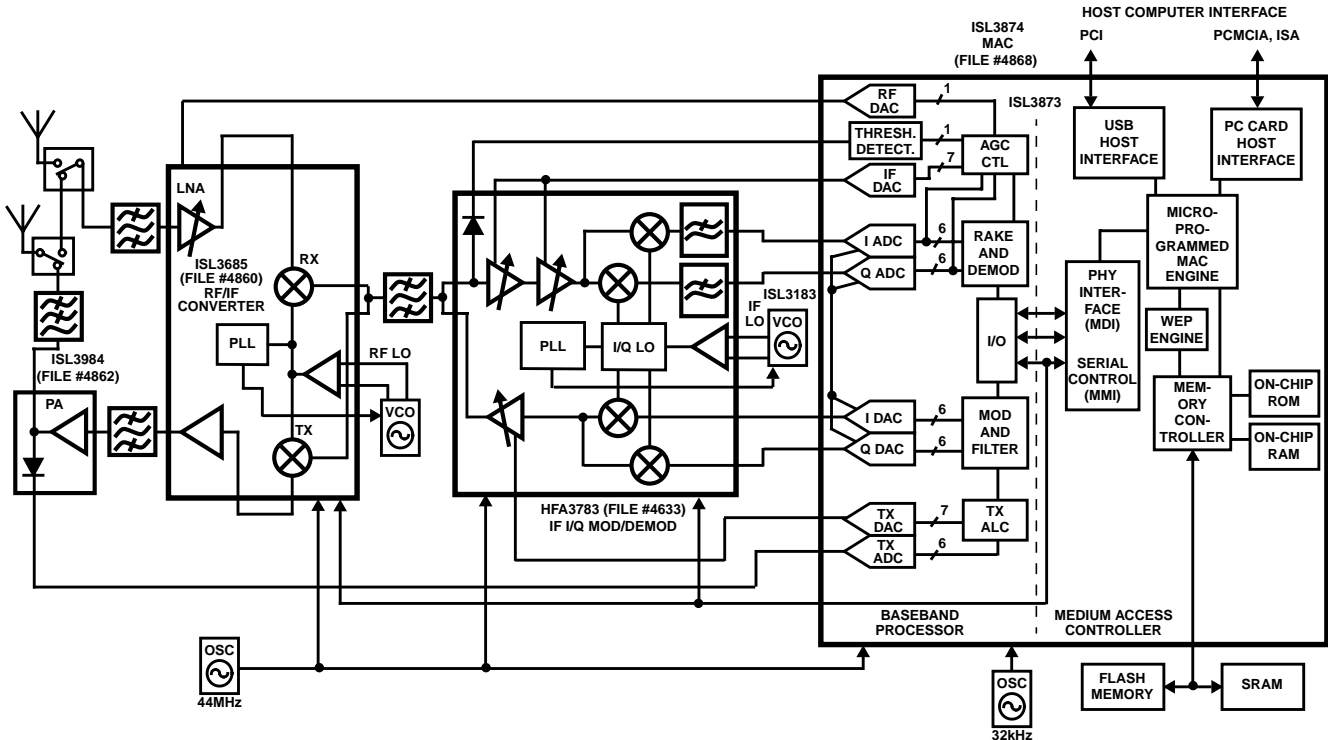 HOST COMPUTER INTERFACE
PCI
PCMCIA, ISA
ISL3874
MAC
(FILE #4868)
ISL3873
RF
DAC
1
THRESH.
DETECT.
1
IF
DAC
7
AGC
CTL
USB
HOST
INTERFACE
PC CARD
HOST
INTERFACE
LNA
ISL3685
(FILE #4860)
RF/IF
CONVERTER
RX
PLL
RF LO
VCO
TX
ISL3984
(FILE #4862)
PA
PLL
I/Q LO
IF
LO
ISL3183
VCO
HFA3783 (FILE #4633)
IF I/Q MOD/DEMOD
I ADC
6
Q ADC
6
RAKE
AND
DEMOD
I/O
I DAC
6
Q DAC
6
MOD
AND
FILTER
TX
DAC
7
TX
ADC
6
TX
ALC
PHY
INTER-
FACE
(MDI)
SERIAL
CONTROL
(MMI)
MICRO-
PRO-
GRAMMED
MAC
ENGINE
WEP
ENGINE
MEM-
ORY
CON-
TROLLER
ON-CHIP
ROM
ON-CHIP
RAM
BASEBAND
PROCESSOR
MEDIUM ACCESS
CONTROLLER
OSC
44MHz
OSC
32kHz
FLASH
MEMORY
SRAM